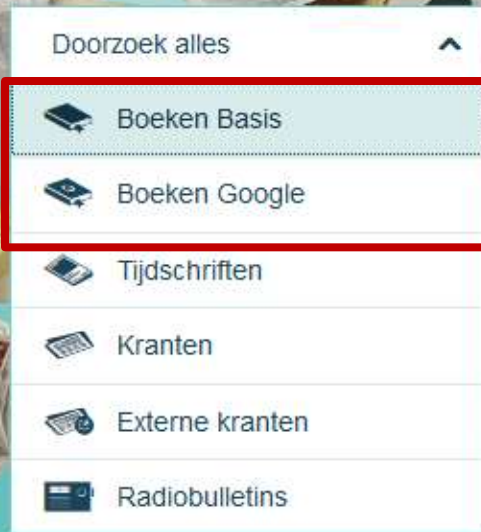 Doorzoek alles
Boeken Basis
Boeken Google
Tijdschriften
Kranten
Externe kranten
Radiobulletins